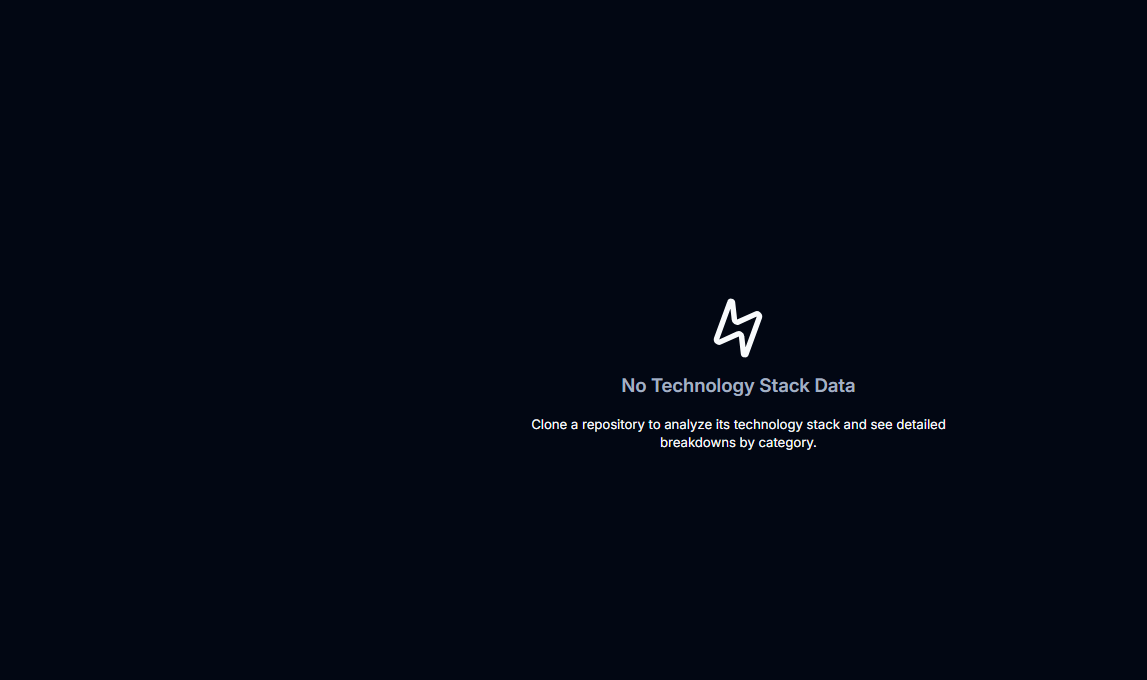 No Technology Stack Data
Clone a repository to analyze its technology stack and see detailed
breakdowns by category.